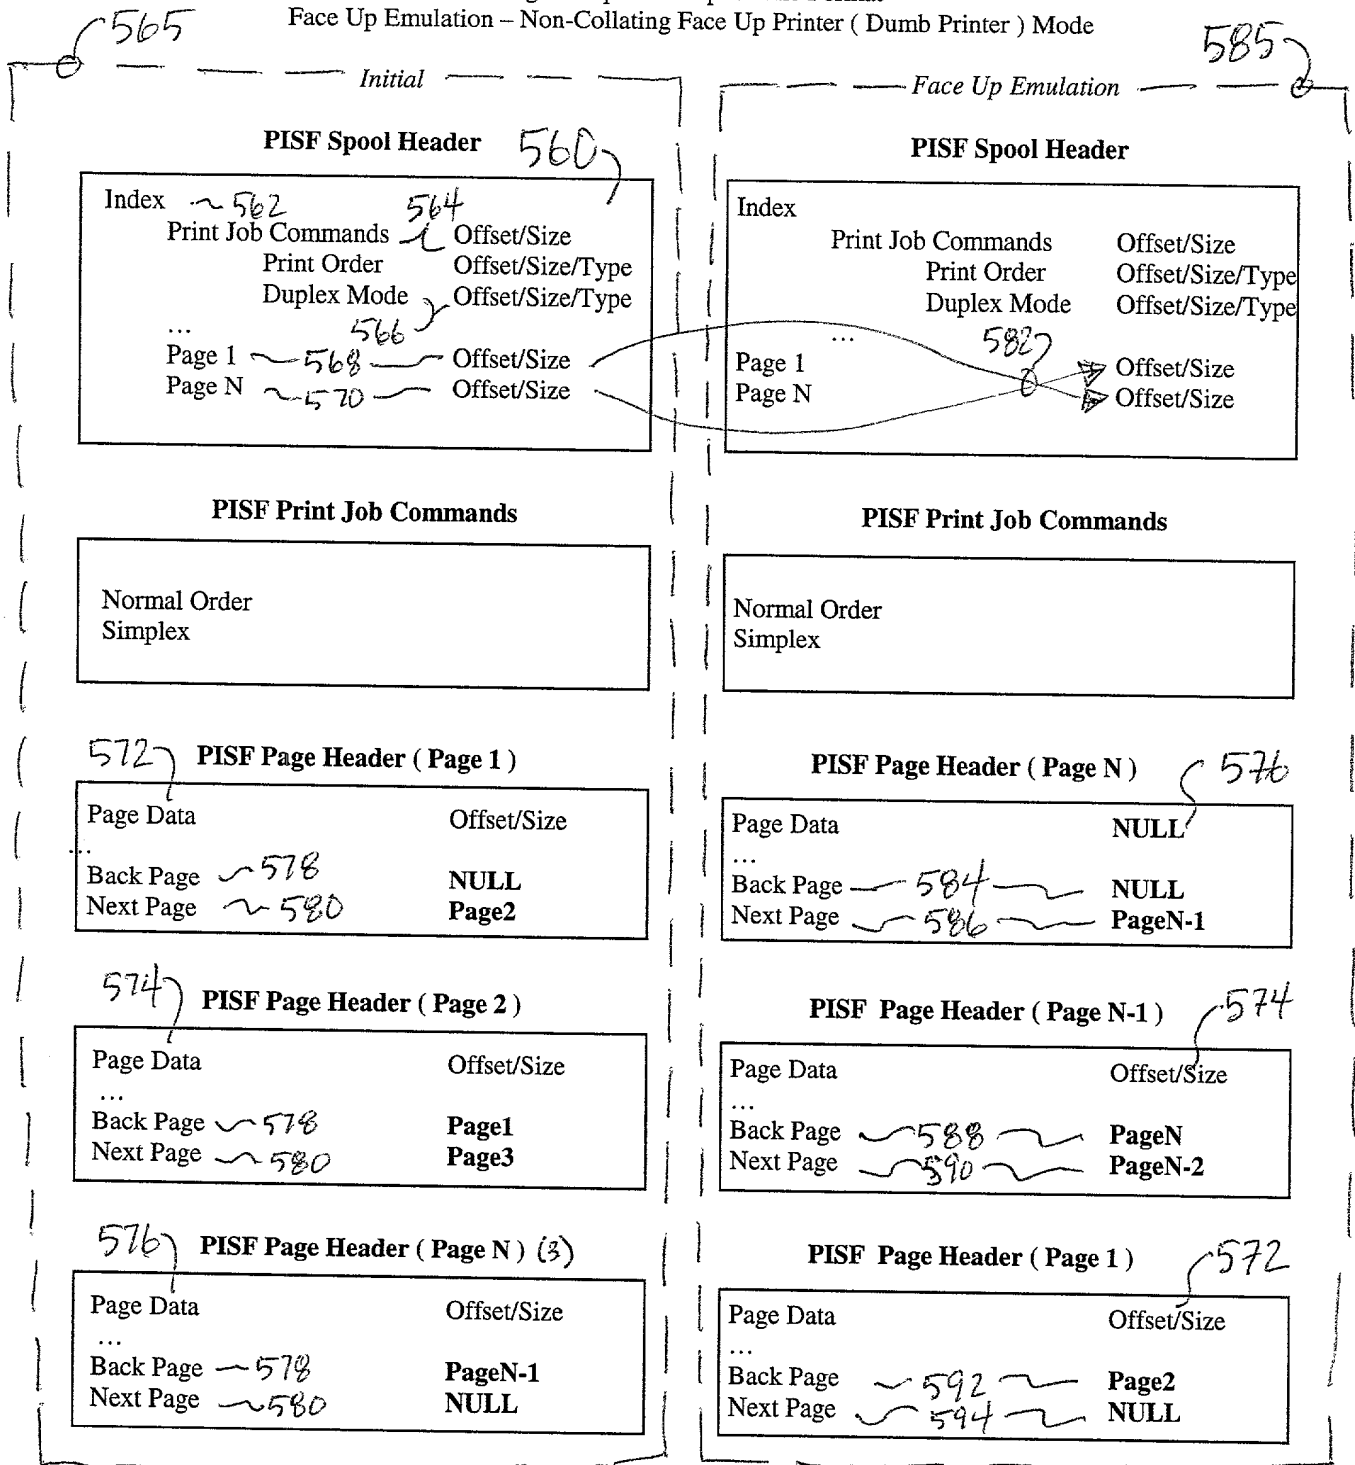 Face Up Emulation – Non-Collating Face Up Printer ( Dumb Printer ) Mode
565
Initial
PISF Spool Header
560
Index 562
564
Print Job Commands Offset/Size
Print Order Offset/Size/Type
Duplex Mode Offset/Size/Type
...
566
Page 1 568 Offset/Size
Page N 570 Offset/Size
PISF Print Job Commands
Normal Order
Simplex
572
PISF Page Header ( Page 1 )
Page Data Offset/Size
...
Back Page 578 NULL
Next Page 580 Page2
574
PISF Page Header ( Page 2 )
Page Data Offset/Size
...
Back Page 578 Page1
Next Page 580 Page3
576
PISF Page Header ( Page N ) (3)
Page Data Offset/Size
...
Back Page 578 PageN-1
Next Page 580 NULL
585
Face Up Emulation
PISF Spool Header
Index
Print Job Commands Offset/Size
Print Order Offset/Size/Type
Duplex Mode Offset/Size/Type
...
582
Page 1 Offset/Size
Page N Offset/Size
PISF Print Job Commands
Normal Order
Simplex
PISF Page Header ( Page N )
576
Page Data NULL
...
Back Page 584 NULL
Next Page 586 PageN-1
PISF Page Header ( Page N-1 )
574
Page Data Offset/Size
...
Back Page 588 PageN
Next Page 590 PageN-2
PISF Page Header ( Page 1 )
572
Page Data Offset/Size
...
Back Page 592 Page2
Next Page 594 NULL